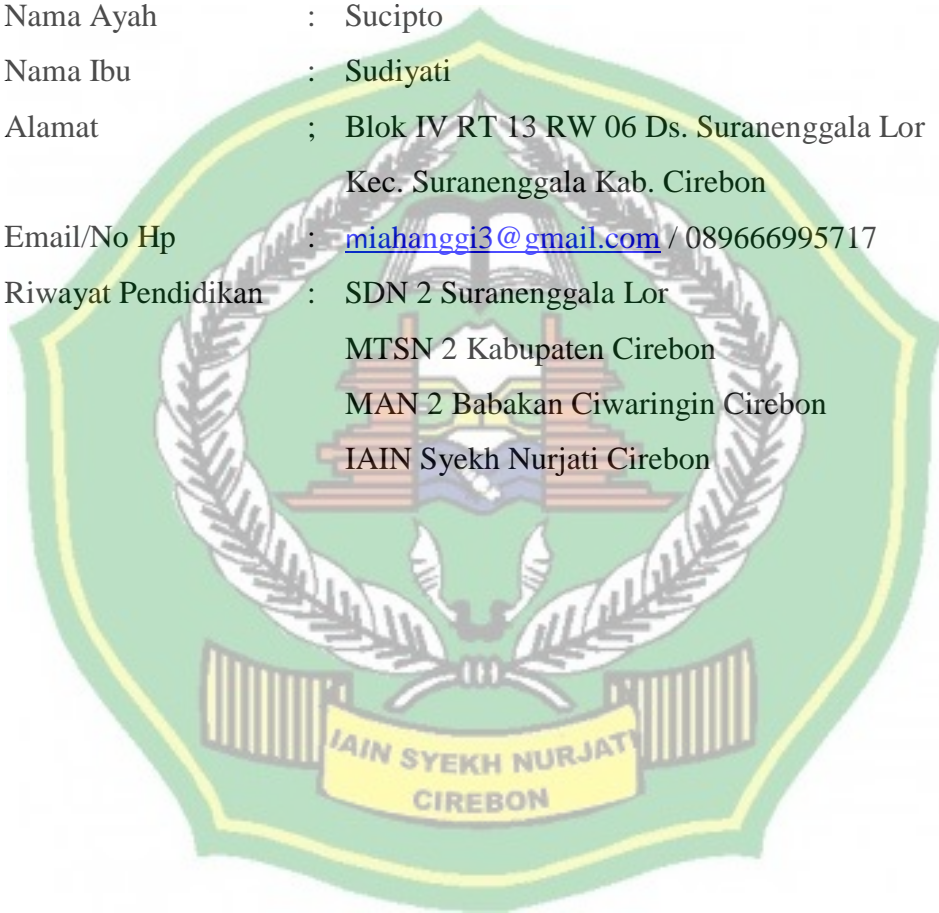 Nama Ayah : Sucipto
Nama Ibu : Sudiyati
Alamat ; Blok IV RT 13 RW 06 Ds. Suranenggala Lor
Kec. Suranenggala Kab. Cirebon
Email/No Hp : miahanggi3@gmail.com / 089666995717
Riwayat Pendidikan : SDN 2 Suranenggala Lor
MTSN 2 Kabupaten Cirebon
MAN 2 Babakan Ciwaringin Cirebon
IAIN Syekh Nurjati Cirebon
IAIN SYEKH NURJATI
CIREBON